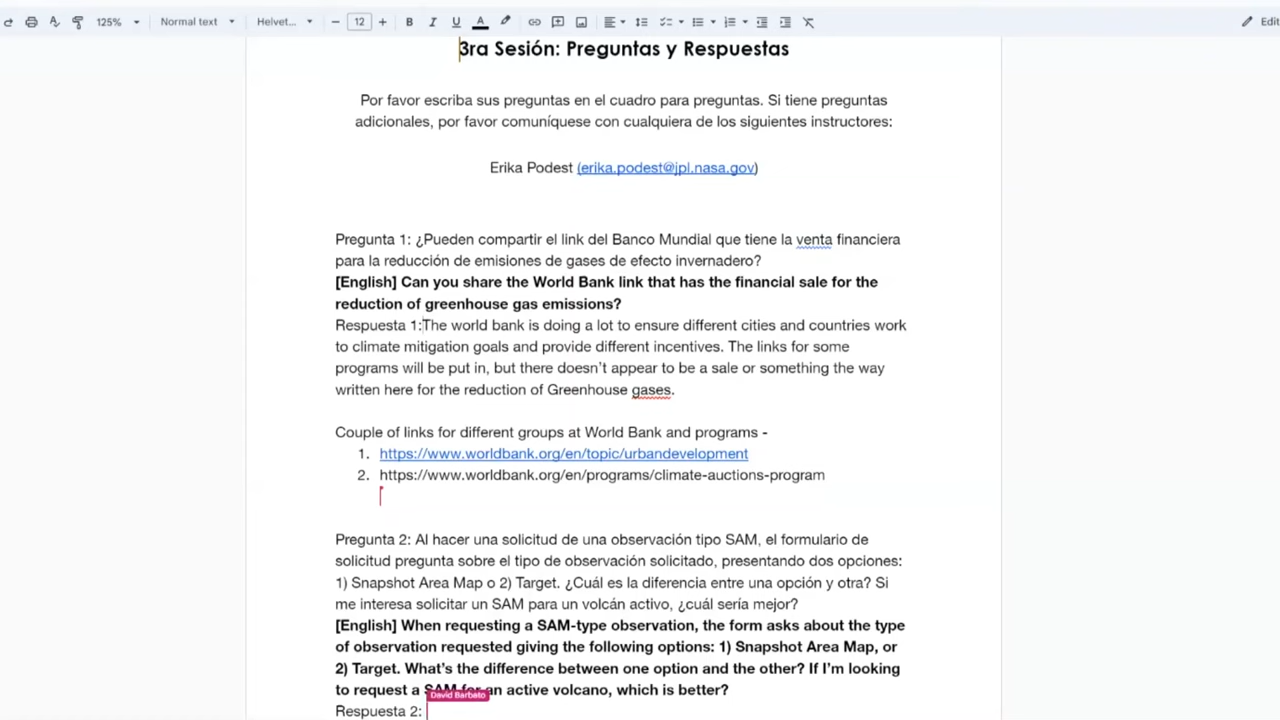 125%
Normal text
Helvet...
12
B
I
U
A
Edit
3ra Sesión: Preguntas y Respuestas
Por favor escriba sus preguntas en el cuadro para preguntas. Si tiene preguntas
adicionales, por favor comuníquese con cualquiera de los siguientes instructores:
Erika Podest (erika.podest@jpl.nasa.gov)
Pregunta 1: ¿Pueden compartir el link del Banco Mundial que tiene la venta financiera
para la reducción de emisiones de gases de efecto invernadero?
[English] Can you share the World Bank link that has the financial sale for the
reduction of greenhouse gas emissions?
Respuesta 1:The world bank is doing a lot to ensure different cities and countries work
to climate mitigation goals and provide different incentives. The links for some
programs will be put in, but there doesn't appear to be a sale or something the way
written here for the reduction of Greenhouse gases.
Couple of links for different groups at World Bank and programs -
1. https://www.worldbank.org/en/topic/urbandevelopment
2. https://www.worldbank.org/en/programs/climate-auctions-program
Pregunta 2: Al hacer una solicitud de una observación tipo SAM, el formulario de
solicitud pregunta sobre el tipo de observación solicitado, presentando dos opciones:
1) Snapshot Area Map o 2) Target. ¿Cuál es la diferencia entre una opción y otra? Si
me interesa solicitar un SAM para un volcán activo, ¿cuál sería mejor?
[English] When requesting a SAM-type observation, the form asks about the type
of observation requested giving the following options: 1) Snapshot Area Map, or
2) Target. What's the difference between one option and the other? If I'm looking
to request a SAM for an active volcano, which is better?
David Barbato
Respuesta 2: